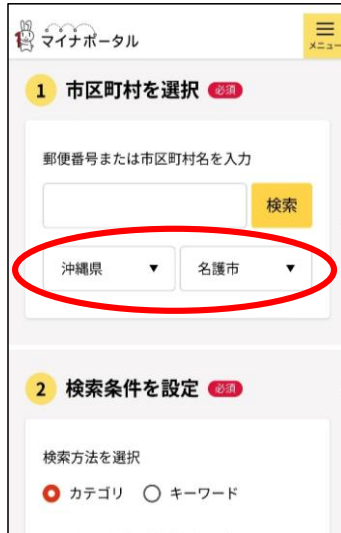 マイナポータル
メニュー
1 市区町村を選択 必須
郵便番号または市区町村名を入力
検索
沖縄県 ▼ 名護市 ▼
2 検索条件を設定 必須
検索方法を選択
カテゴリ キーワード